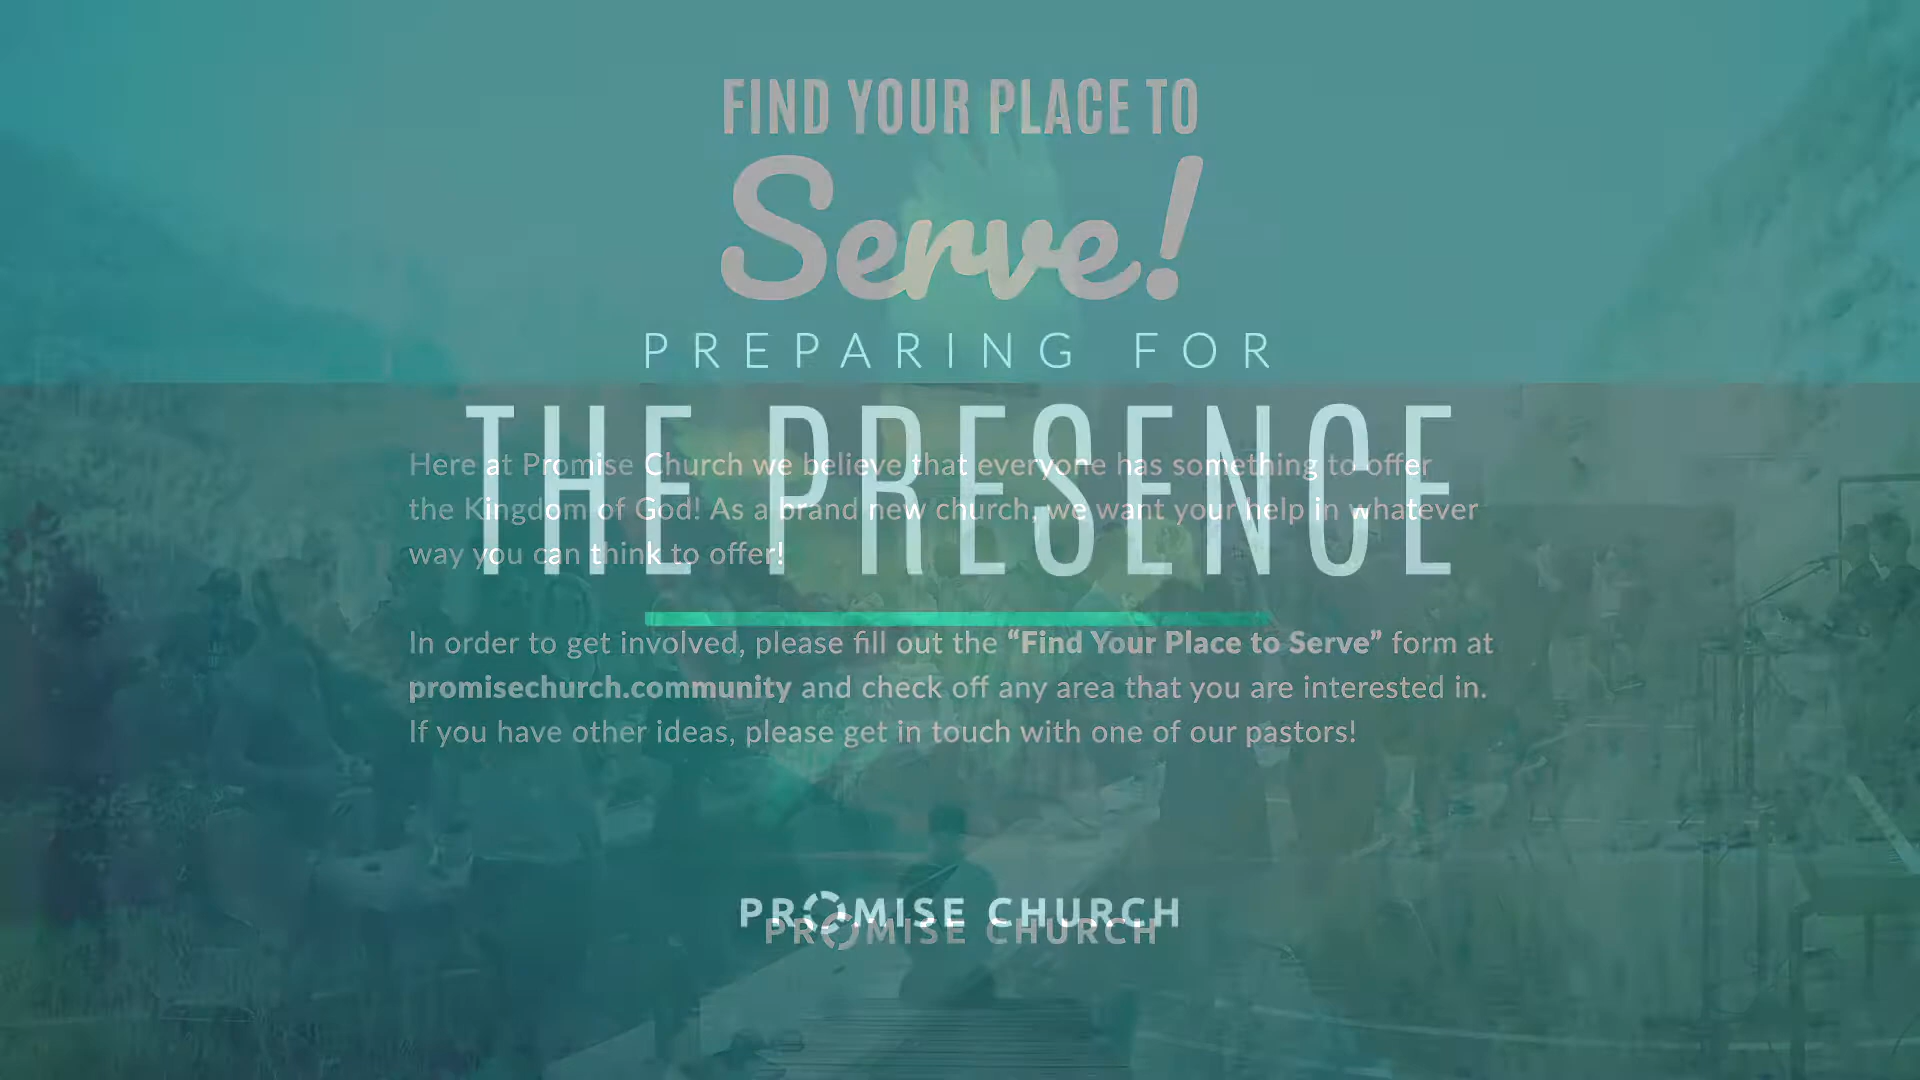 FIND YOUR PLACE TO
Serve!
PREPARING FOR
THE PRESENCE
Here at Promise Church we believe that everyone has something to offer
the Kingdom of God! As a brand new church, we want your help in whatever
way you can think to offer!
In order to get involved, please fill out the “Find Your Place to Serve” form at
promisechurch.community and check off any area that you are interested in.
If you have other ideas, please get in touch with one of our pastors!
PROMISE CHURCH
PROMISE CHURCH